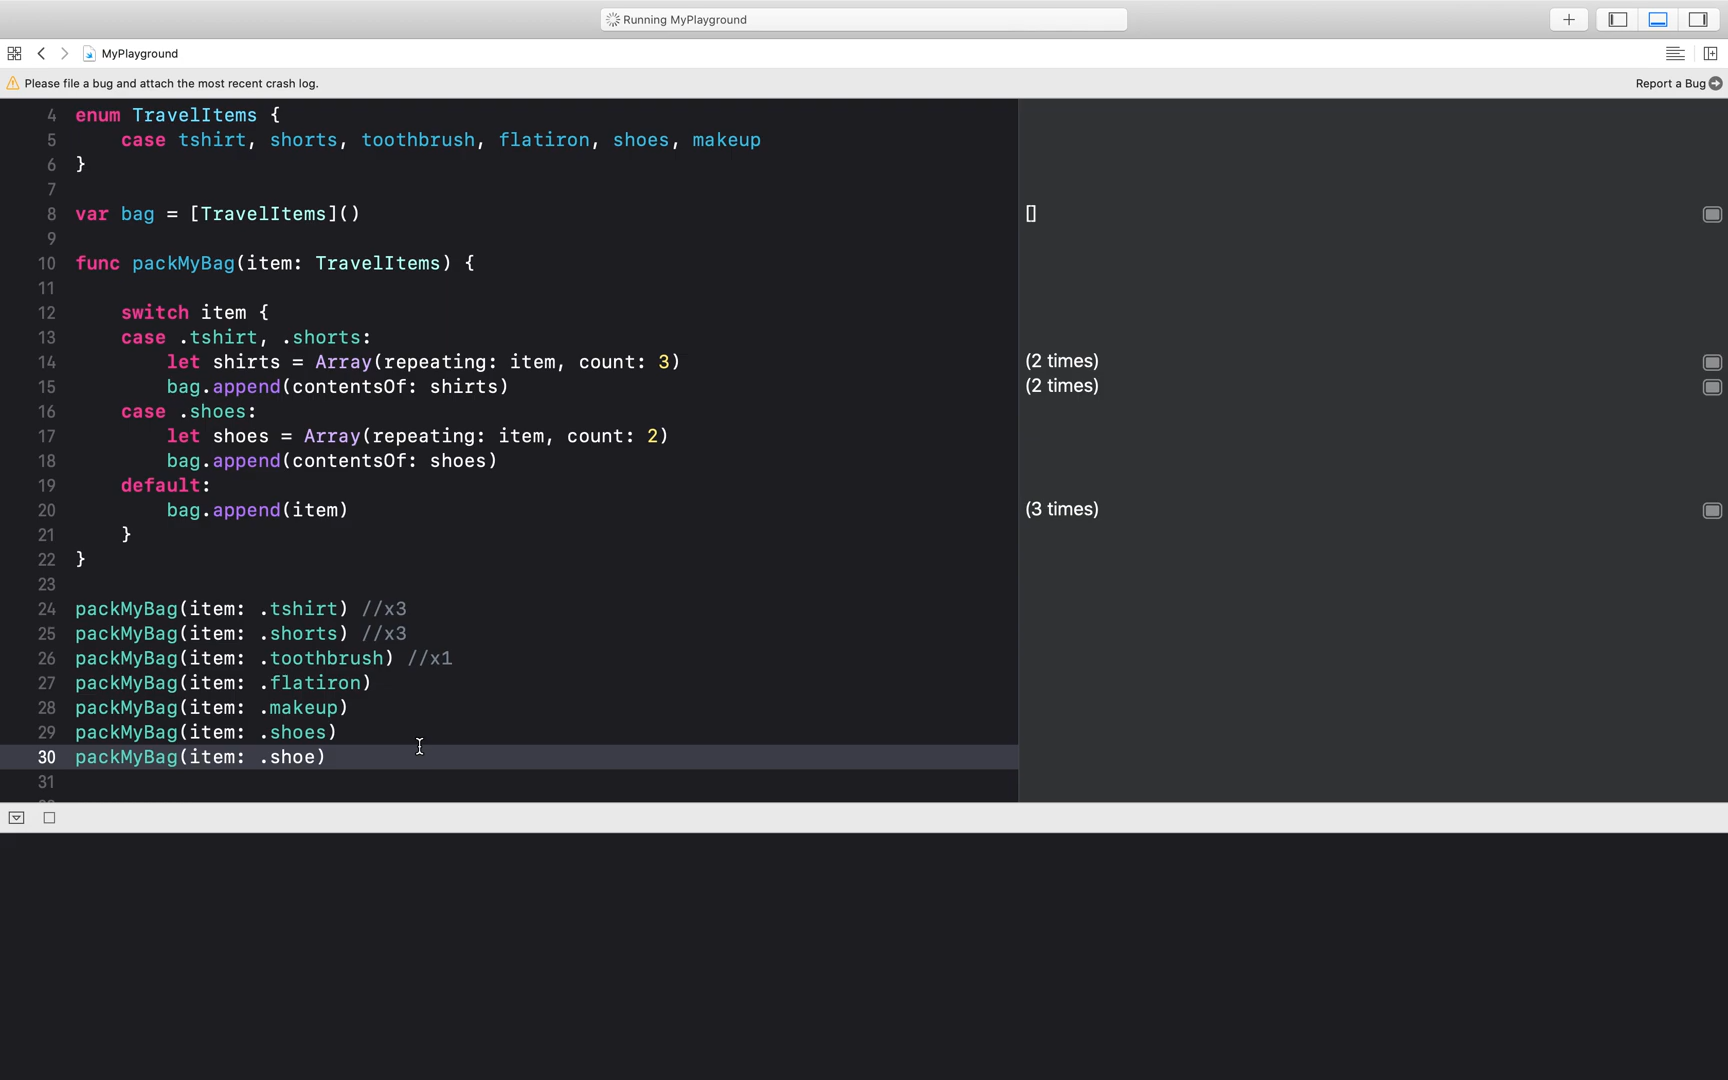 Running MyPlayground
MyPlayground
Please file a bug and attach the most recent crash log.
Report a Bug
4 enum TravelItems {
5 case tshirt, shorts, toothbrush, flatiron, shoes, makeup
6 }
7
8 var bag = [TravelItems]() []
9
10 func packMyBag(item: TravelItems) {
11
12 switch item {
13 case .tshirt, .shorts:
14 let shirts = Array(repeating: item, count: 3) (2 times)
15 bag.append(contentsOf: shirts) (2 times)
16 case .shoes:
17 let shoes = Array(repeating: item, count: 2)
18 bag.append(contentsOf: shoes)
19 default:
20 bag.append(item) (3 times)
21 }
22 }
23
24 packMyBag(item: .tshirt) //x3
25 packMyBag(item: .shorts) //x3
26 packMyBag(item: .toothbrush) //x1
27 packMyBag(item: .flatiron)
28 packMyBag(item: .makeup)
29 packMyBag(item: .shoes)
30 packMyBag(item: .shoe)
31